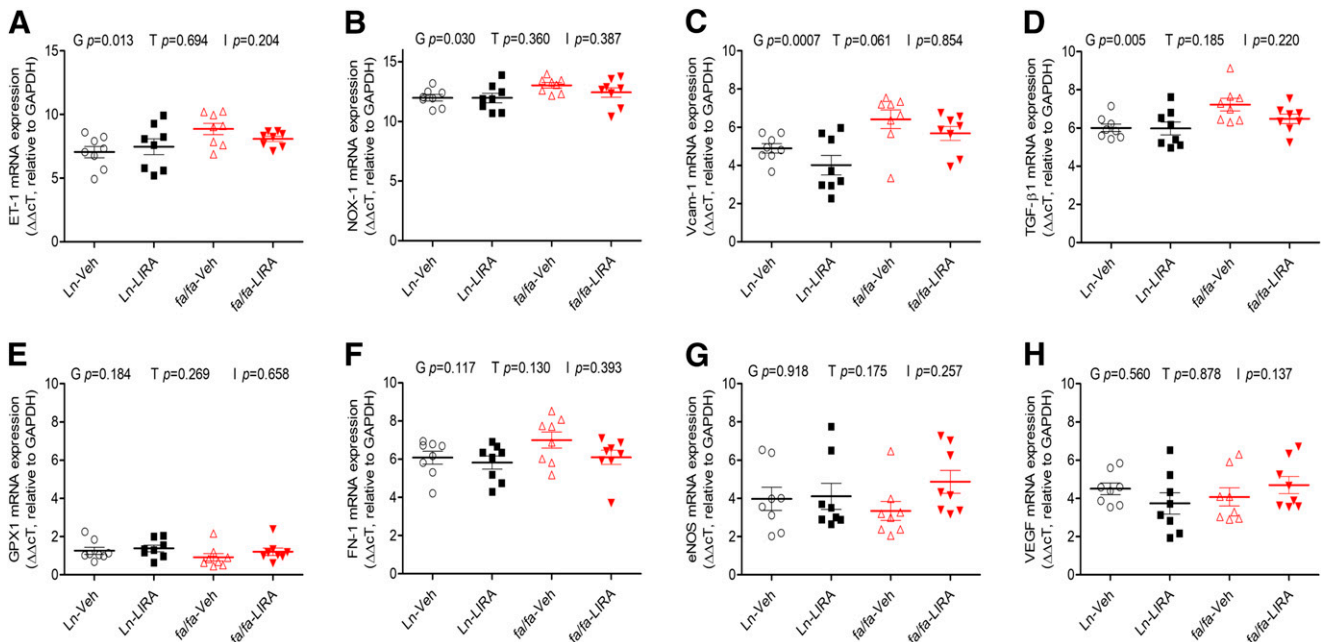 A
G p=0.013 T p=0.694 I p=0.204
ET-1 mRNA expression
(ΔΔcT, relative to GAPDH)
15
10
5
0
Ln-Veh
Ln-LIRA
fa/fa-Veh
fa/fa-LIRA
B
G p=0.030 T p=0.360 I p=0.387
NOX-1 mRNA expression
(ΔΔcT, relative to GAPDH)
15
10
5
0
Ln-Veh
Ln-LIRA
fa/fa-Veh
fa/fa-LIRA
C
G p=0.0007 T p=0.061 I p=0.854
Vcam-1 mRNA expression
(ΔΔcT, relative to GAPDH)
10
8
6
4
2
0
Ln-Veh
Ln-LIRA
fa/fa-Veh
fa/fa-LIRA
D
G p=0.005 T p=0.185 I p=0.220
TGF-β1 mRNA expression
(ΔΔcT, relative to GAPDH)
10
8
6
4
2
0
Ln-Veh
Ln-LIRA
fa/fa-Veh
fa/fa-LIRA
E
G p=0.184 T p=0.269 I p=0.658
GPX1 mRNA expression
(ΔΔcT, relative to GAPDH)
10
8
6
4
2
0
Ln-Veh
Ln-LIRA
fa/fa-Veh
fa/fa-LIRA
F
G p=0.117 T p=0.130 I p=0.393
FN-1 mRNA expression
(ΔΔcT, relative to GAPDH)
10
8
6
4
2
0
Ln-Veh
Ln-LIRA
fa/fa-Veh
fa/fa-LIRA
G
G p=0.918 T p=0.175 I p=0.257
eNOS mRNA expression
(ΔΔcT, relative to GAPDH)
10
8
6
4
2
0
Ln-Veh
Ln-LIRA
fa/fa-Veh
fa/fa-LIRA
H
G p=0.560 T p=0.878 I p=0.137
VEGF mRNA expression
(ΔΔcT, relative to GAPDH)
10
8
6
4
2
0
Ln-Veh
Ln-LIRA
fa/fa-Veh
fa/fa-LIRA